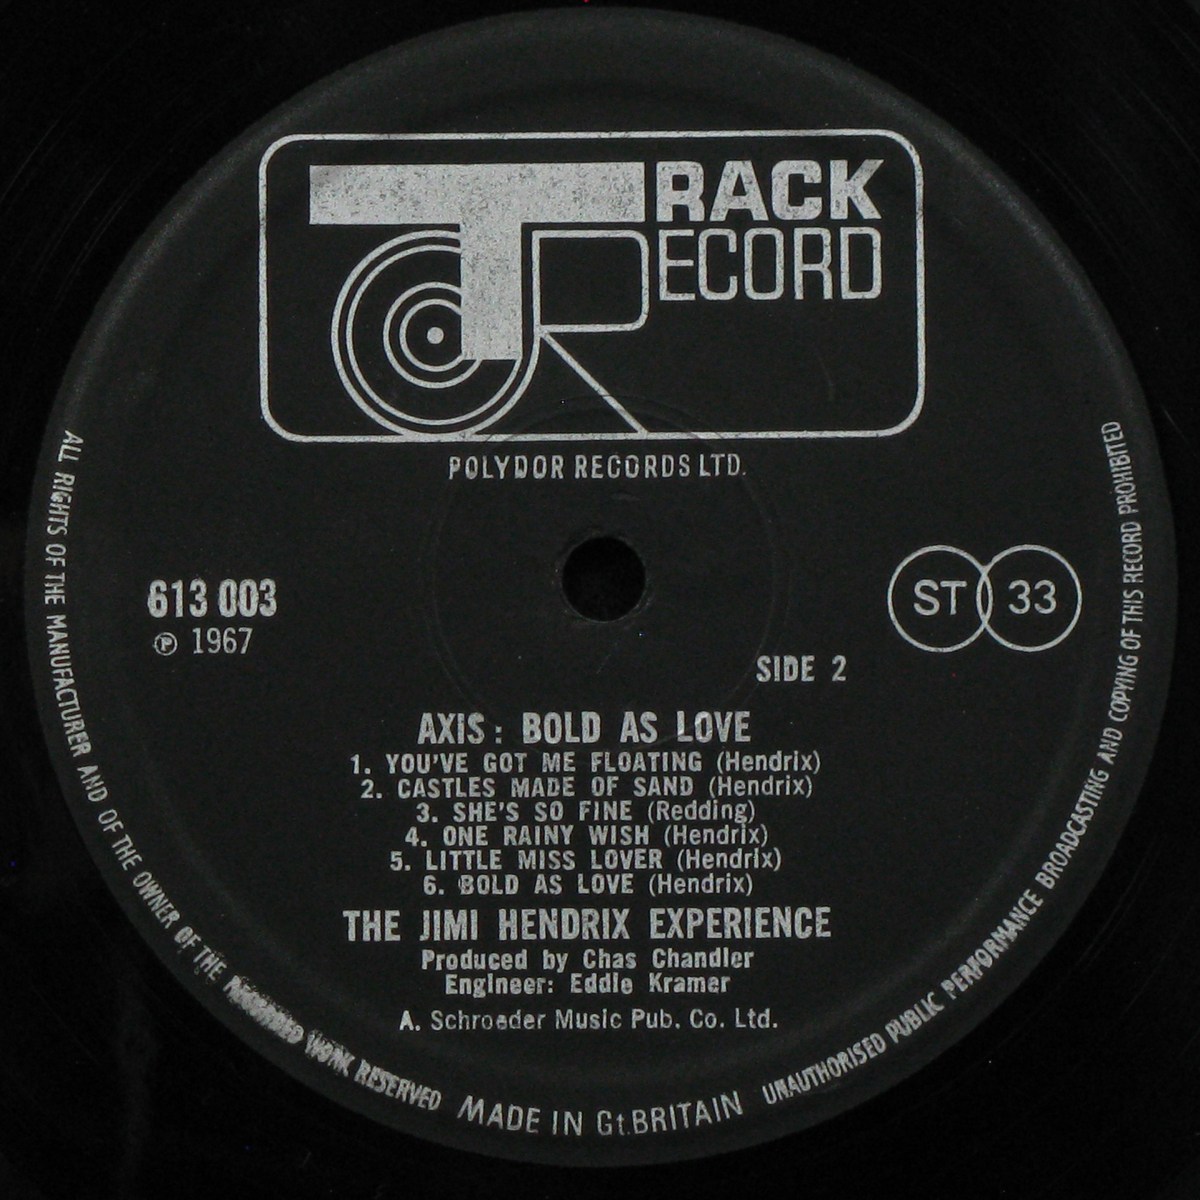 TRACK
RECORD
POLYDOR RECORDS LTD.
613 003
℗ 1967
ST 33
SIDE 2
AXIS : BOLD AS LOVE
1. YOU'VE GOT ME FLOATING (Hendrix)
2. CASTLES MADE OF SAND (Hendrix)
3. SHE'S SO FINE (Redding)
4. ONE RAINY WISH (Hendrix)
5. LITTLE MISS LOVER (Hendrix)
6. BOLD AS LOVE (Hendrix)
THE JIMI HENDRIX EXPERIENCE
Produced by Chas Chandler
Engineer: Eddie Kramer
A. Schroeder Music Pub. Co. Ltd.
ALL RIGHTS OF THE MANUFACTURER AND OF THE OWNER OF THE RECORDED WORK RESERVED
MADE IN Gt.BRITAIN
UNAUTHORISED PUBLIC PERFORMANCE BROADCASTING AND COPYING OF THIS RECORD PROHIBITED